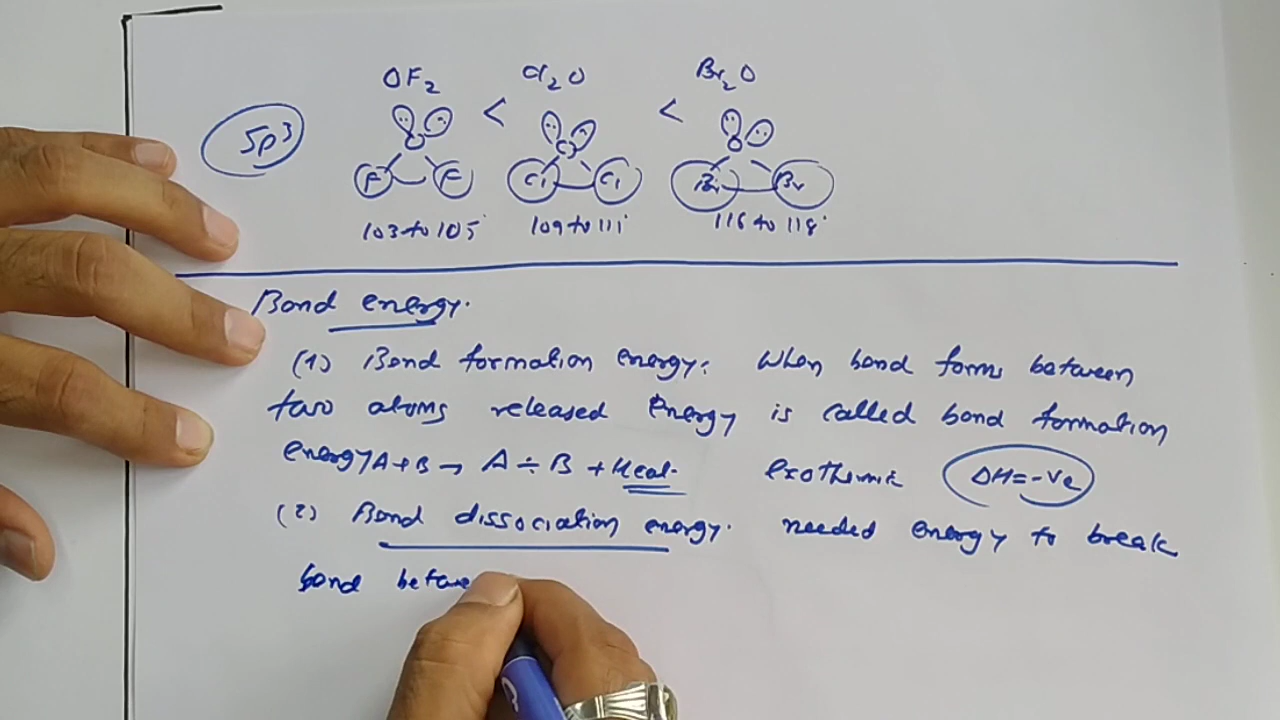 OF2 < Cl2O < Br2O
Sp3
O O O
F F Cl Cl Br Br
103 to 105° 109 to 111° 116 to 118°
Bond energy.
(1) Bond formation energy: When bond forms between
two atoms released Energy is called bond formation
energy A+B → A ÷ B + Heat. exothermic ΔH=-Ve
(2) Bond dissociation energy. needed energy to break
bond betwee